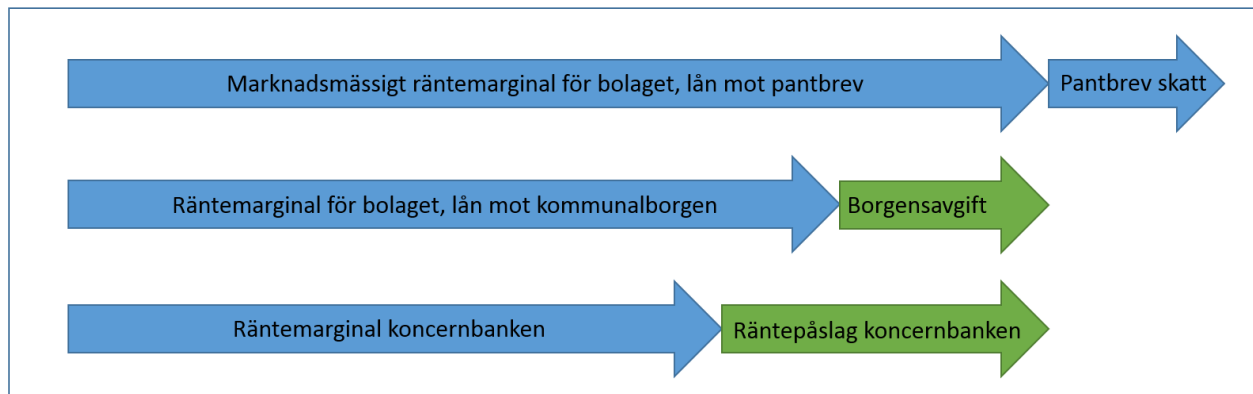 Marknadsmässigt räntemarginal för bolaget, lån mot pantbrev
Pantbrev skatt
Räntemarginal för bolaget, lån mot kommunalborgen
Borgensavgift
Räntemarginal koncernbanken
Räntepåslag koncernbanken